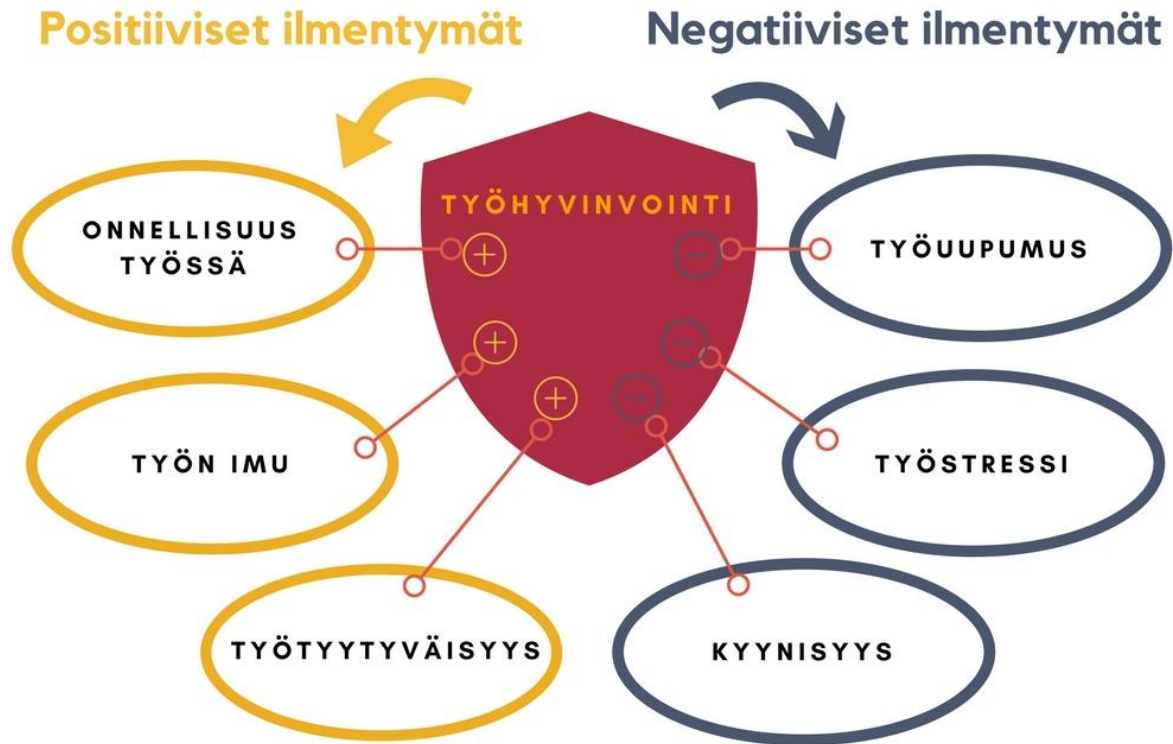 Positiiviset ilmentymät
Negatiiviset ilmentymät
TYÖHYVINVOINTI
ONNELLISUUS
TYÖSSÄ
TYÖUUPUMUS
TYÖN IMU
TYÖSTRESSI
TYÖTYYTYVÄISYYS
KYYNISYYS